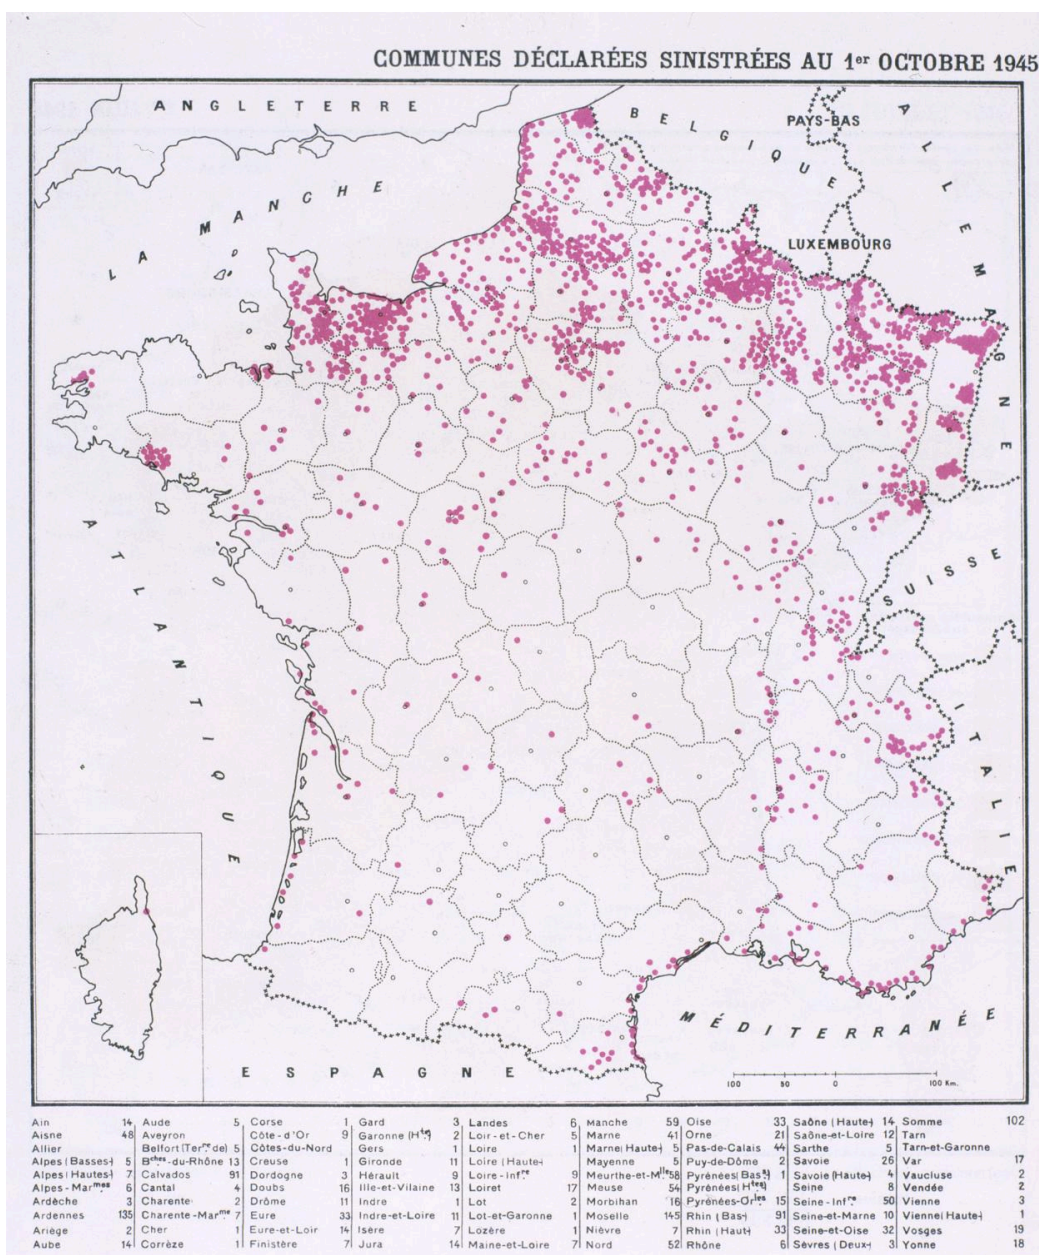 COMMUNES DÉCLARÉES SINISTRÉES AU 1er OCTOBRE 1945
ANGLETERRE
BELGIQUE
PAYS-BAS
ALLEMAGNE
LA MANCHE
LUXEMBOURG
ATLANTIQUE
SUISSE
ITALIE
MÉDITERRANÉE
ESPAGNE
100 50 0 100 Km.
Ain 14 Aude 5 Corse 1 Gard 3 Landes 6 Manche 59 Oise 33 Saône (Haute-) 14 Somme 102
Aisne 48 Aveyron Côte-d'Or 9 Garonne (Hte) 2 Loir-et-Cher 5 Marne 41 Orne 21 Saône-et-Loire 12 Tarn
Allier Belfort (Terre de) 5 Côtes-du-Nord Gers 1 Loire 1 Marne (Haute) 5 Pas-de-Calais 44 Sarthe 5 Tarn-et-Garonne
Alpes (Basses) 5 Bches-du-Rhône 13 Creuse 1 Gironde 11 Loire (Haute) Mayenne 5 Puy-de-Dôme 2 Savoie 26 Var 17
Alpes (Hautes) 7 Calvados 91 Dordogne 3 Hérault 9 Loire-Infre 9 Meurthe-et-Mlles 58 Pyrénées (Bases) 1 Savoie (Haute) 4 Vaucluse 2
Alpes-Marmes 6 Cantal 4 Doubs 16 Ille-et-Vilaine 13 Loiret 17 Meuse 54 Pyrénées (Htes) Seine 8 Vendée 2
Ardèche 3 Charente 2 Drôme 11 Indre 1 Lot 2 Morbihan 16 Pyrénées-Orles 15 Seine-Infre 50 Vienne 3
Ardennes 135 Charente-Marme 7 Eure 33 Indre-et-Loire 11 Lot-et-Garonne 1 Moselle 145 Rhin (Bas) 91 Seine-et-Marne 10 Vienne (Haute) 1
Ariège 2 Cher 1 Eure-et-Loir 14 Isère 7 Lozère 1 Nièvre 7 Rhin (Haut) 33 Seine-et-Oise 32 Vosges 19
Aube 14 Corrèze 1 Finistère 7 Jura 14 Maine-et-Loire 7 Nord 52 Rhône 6 Sèvres (Deux-) 3 Yonne 18